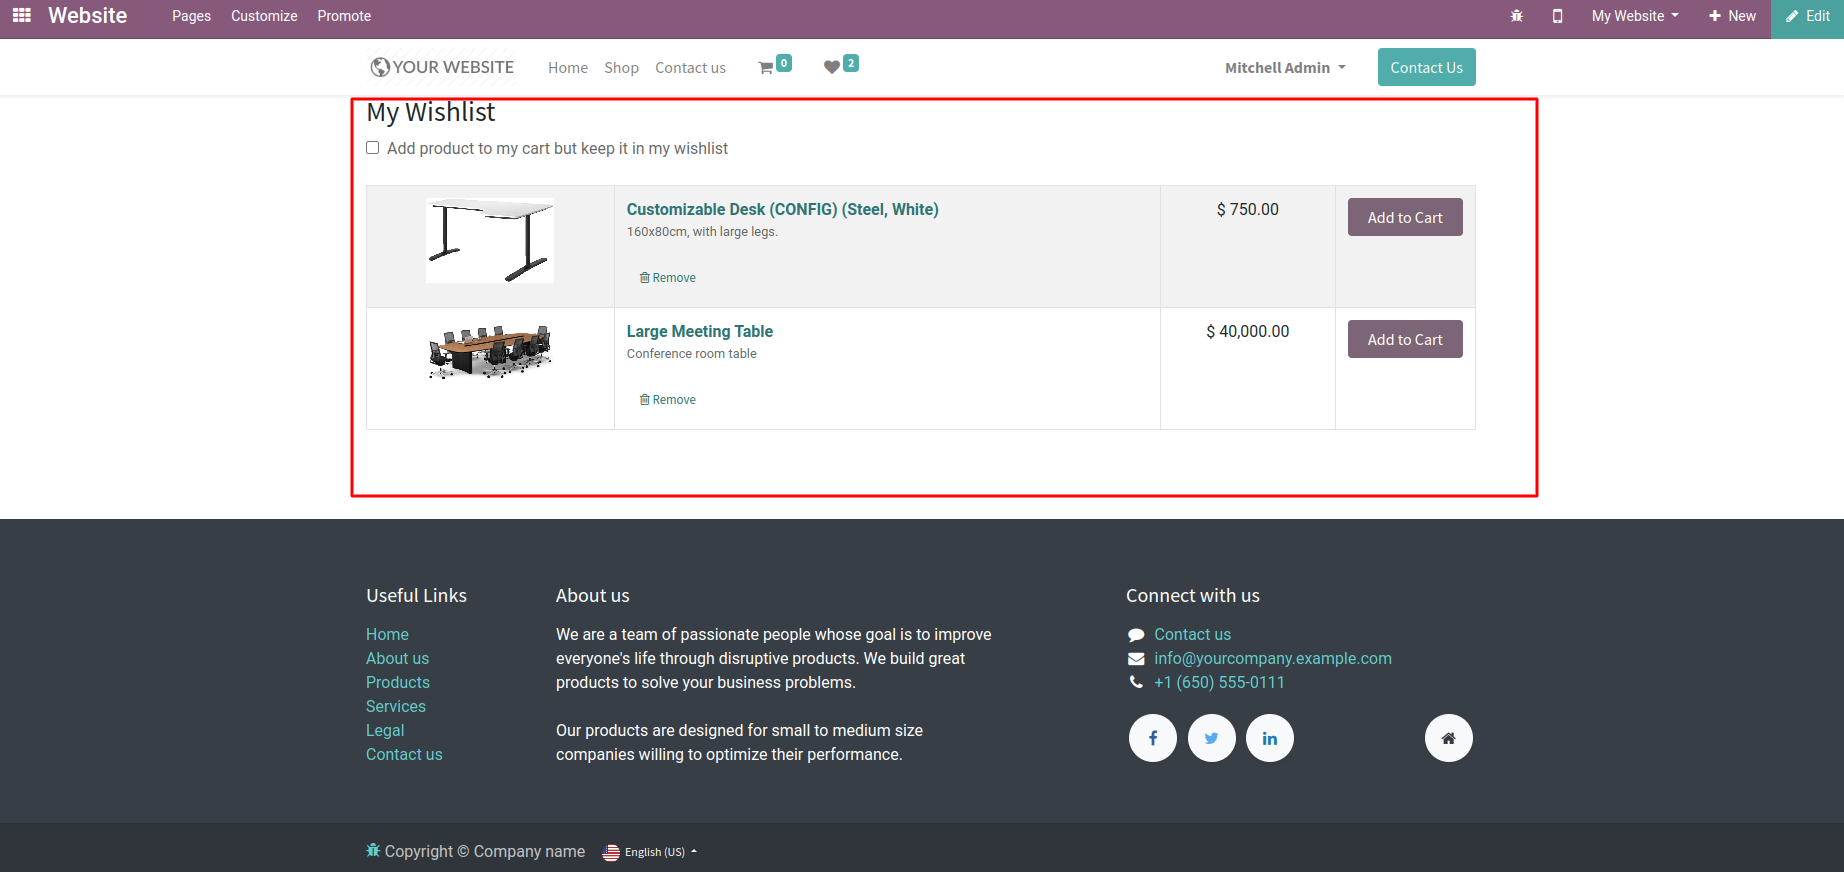 Website Pages Customize Promote My Website New Edit
YOUR WEBSITE Home Shop Contact us 0 2 Mitchell Admin Contact Us
My Wishlist
Add product to my cart but keep it in my wishlist
Customizable Desk (CONFIG) (Steel, White) $ 750.00 Add to Cart
160x80cm, with large legs.
Remove
Large Meeting Table $ 40,000.00 Add to Cart
Conference room table
Remove
Useful Links
Home
About us
Products
Services
Legal
Contact us
About us
We are a team of passionate people whose goal is to improve
everyone's life through disruptive products. We build great
products to solve your business problems.
Our products are designed for small to medium size
companies willing to optimize their performance.
Connect with us
Contact us
info@yourcompany.example.com
+1 (650) 555-0111
Copyright © Company name English (US)